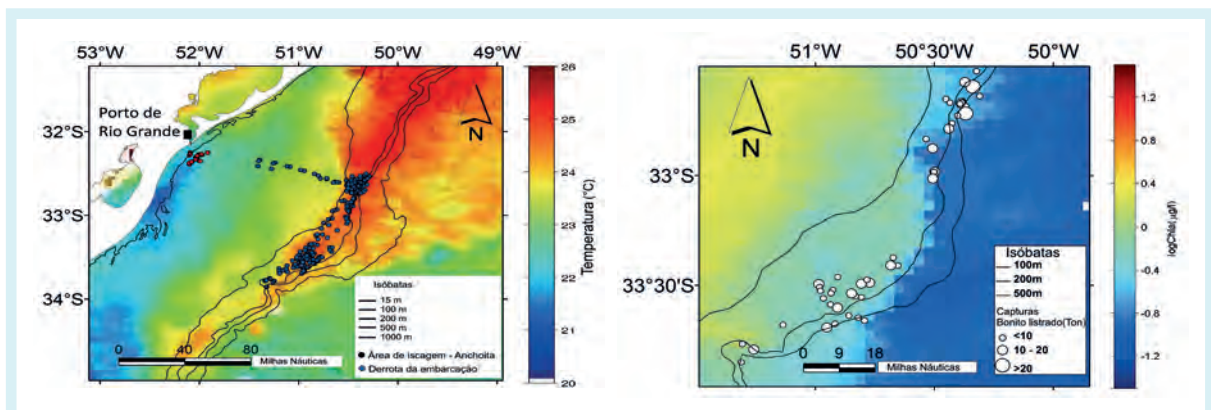 53°W 52°W 51°W 50°W 49°W
32°S
33°S
34°S
Porto de
Rio Grande
N
Isóbatas
15 m
100 m
200 m
500 m
1000 m
Área de iscagem - Anchoita
Derrota da embarcação
0 40 80
Milhas Náuticas
26
25
24
23
22
21
20
Temperatura (°C)
51°W 50°30'W 50°W
33°S
33°30'S
N
Isóbatas
100m
200m
500m
Capturas
Bonito listrado(Ton)
<10
10 - 20
>20
0 9 18
Milhas Náuticas
1.2
0.8
0.4
0
-0.4
-0.8
-1.2
logChla(µg/l)